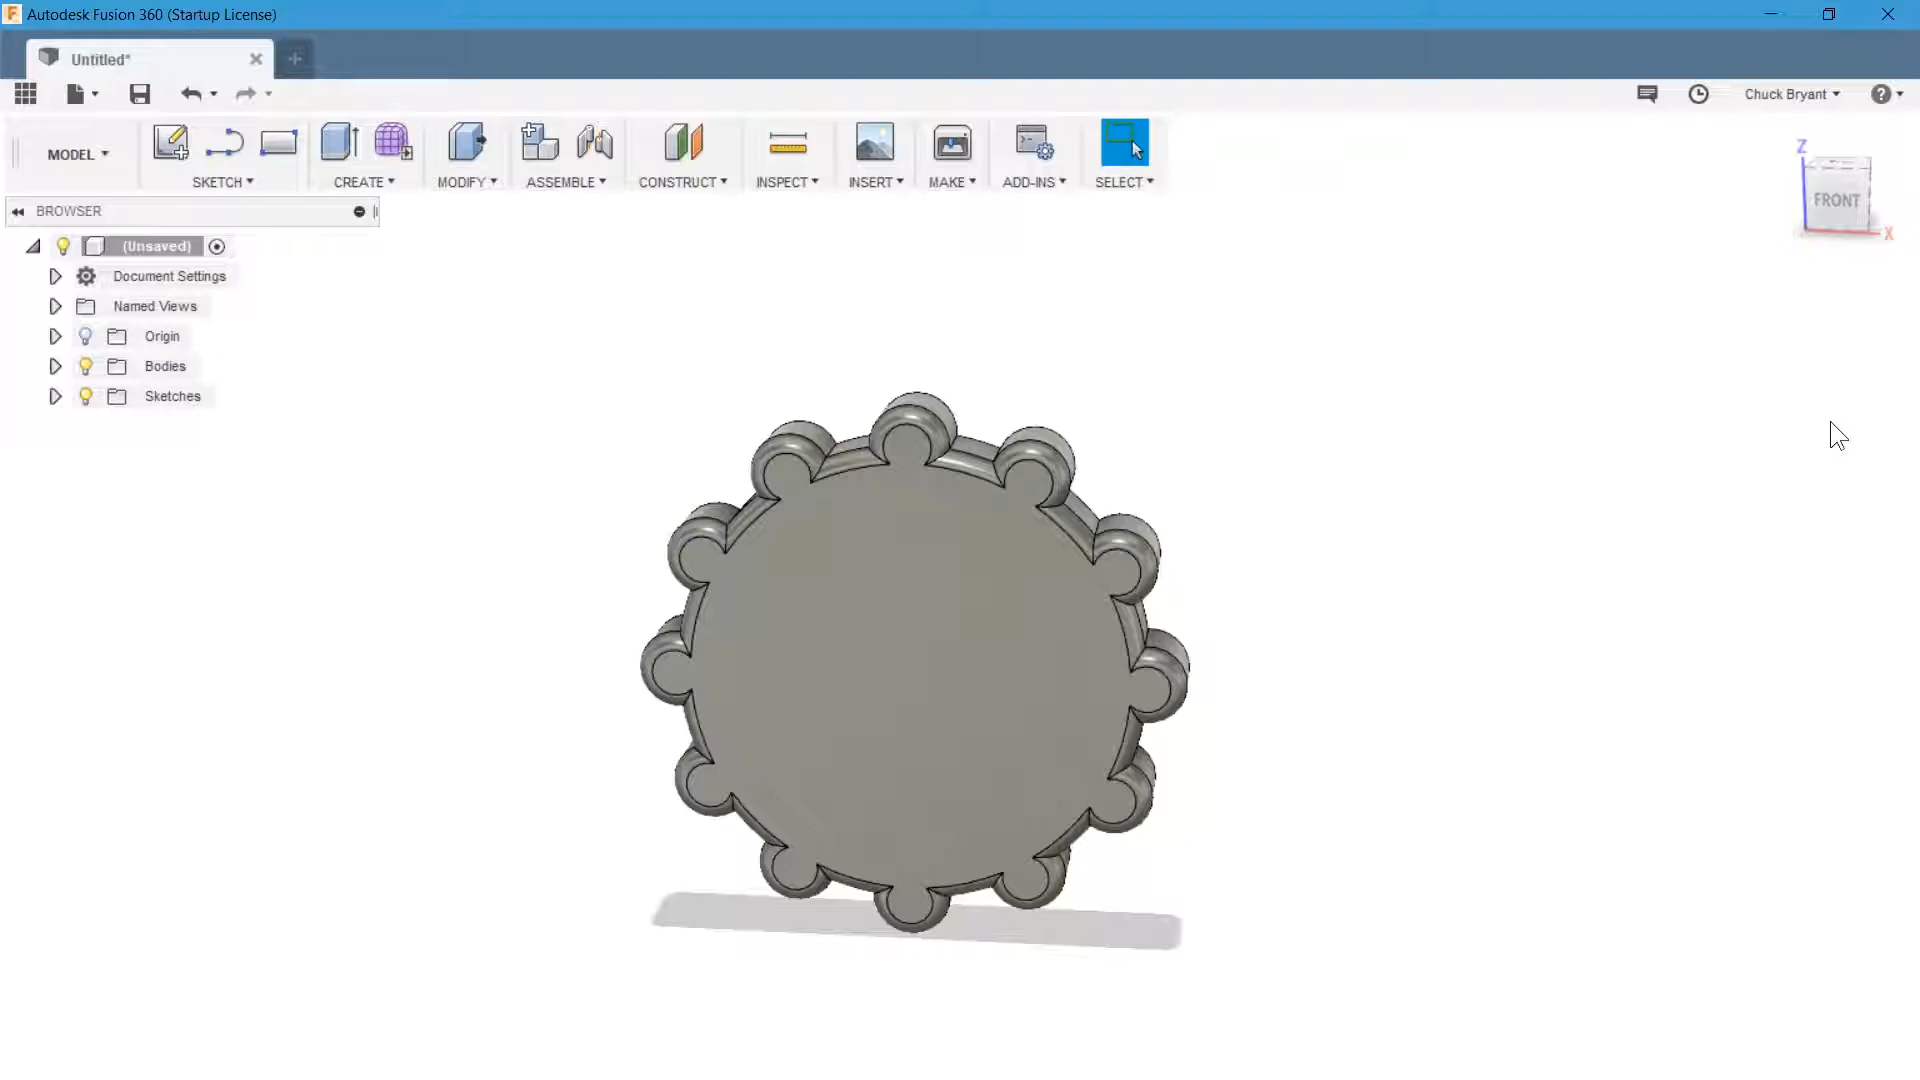 Autodesk Fusion 360 (Startup License)
Untitled*
Chuck Bryant
MODEL
SKETCH
CREATE
MODIFY
ASSEMBLE
CONSTRUCT
INSPECT
INSERT
MAKE
ADD-INS
SELECT
Z
FRONT
X
BROWSER
(Unsaved)
Document Settings
Named Views
Origin
Bodies
Sketches